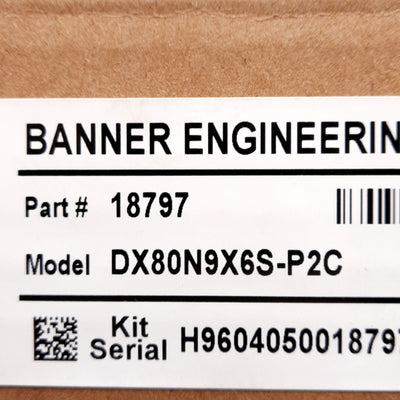 BANNER ENGINEERIN
Part # 18797
Model DX80N9X6S-P2C
Kit
Serial H960405001879